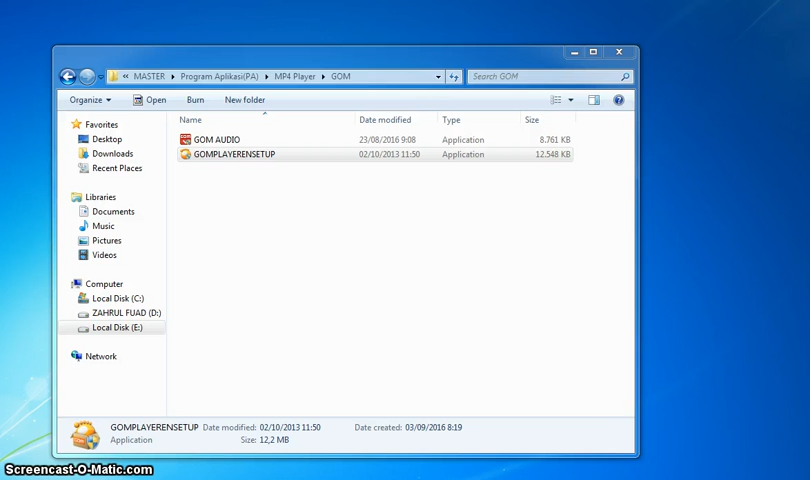 « MASTER ▸ Program Aplikasi(PA) ▸ MP4 Player ▸ GOM
Search GOM
Organize Open Burn New folder
Name Date modified Type Size
GOM AUDIO 23/08/2016 9:08 Application 8.761 KB
GOMPLAYERENSETUP 02/10/2013 11:50 Application 12.548 KB
Favorites
Desktop
Downloads
Recent Places
Libraries
Documents
Music
Pictures
Videos
Computer
Local Disk (C:)
ZAHRUL FUAD (D:)
Local Disk (E:)
Network
GOMPLAYERENSETUP Date modified: 02/10/2013 11:50 Date created: 03/09/2016 8:19
Application Size: 12,2 MB
Screencast-O-Matic.com